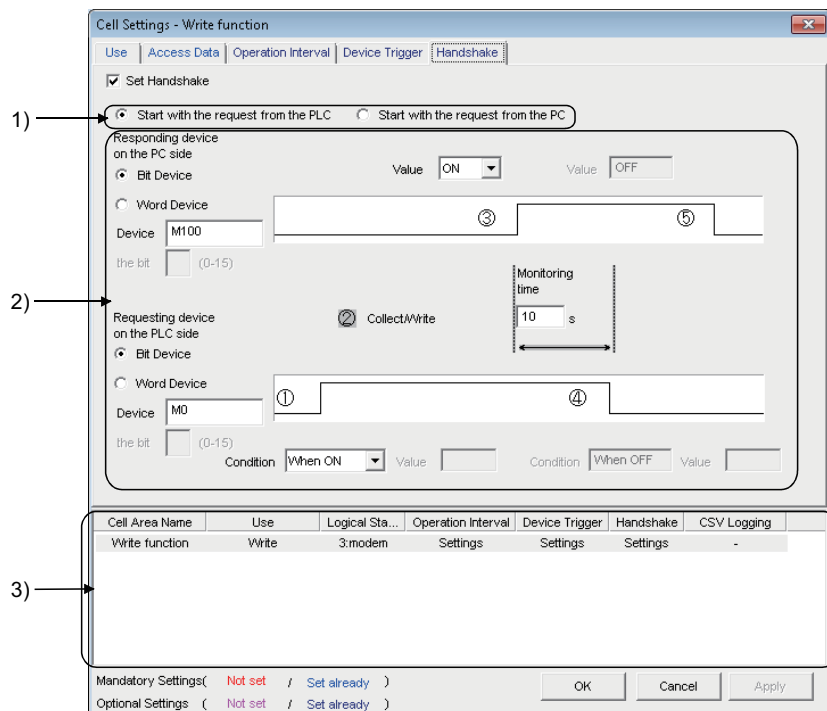 Cell Settings - Write function
Use Access Data Operation Interval Device Trigger Handshake
Set Handshake
1) Start with the request from the PLC Start with the request from the PC
Responding device
on the PC side
Bit Device Value ON Value OFF
Word Device
③ ⑤
Device M100
the bit (0-15)
Monitoring
time
2)
Requesting device
on the PLC side
② Collect/Write 10 s
Bit Device
Word Device
① ④
Device M0
the bit (0-15)
Condition When ON Value Condition When OFF Value
Cell Area Name Use Logical Sta... Operation Interval Device Trigger Handshake CSV Logging
Write function Write 3:modem Settings Settings Settings -
3)
Mandatory Settings( Not set / Set already )
Optional Settings ( Not set / Set already )
OK Cancel Apply